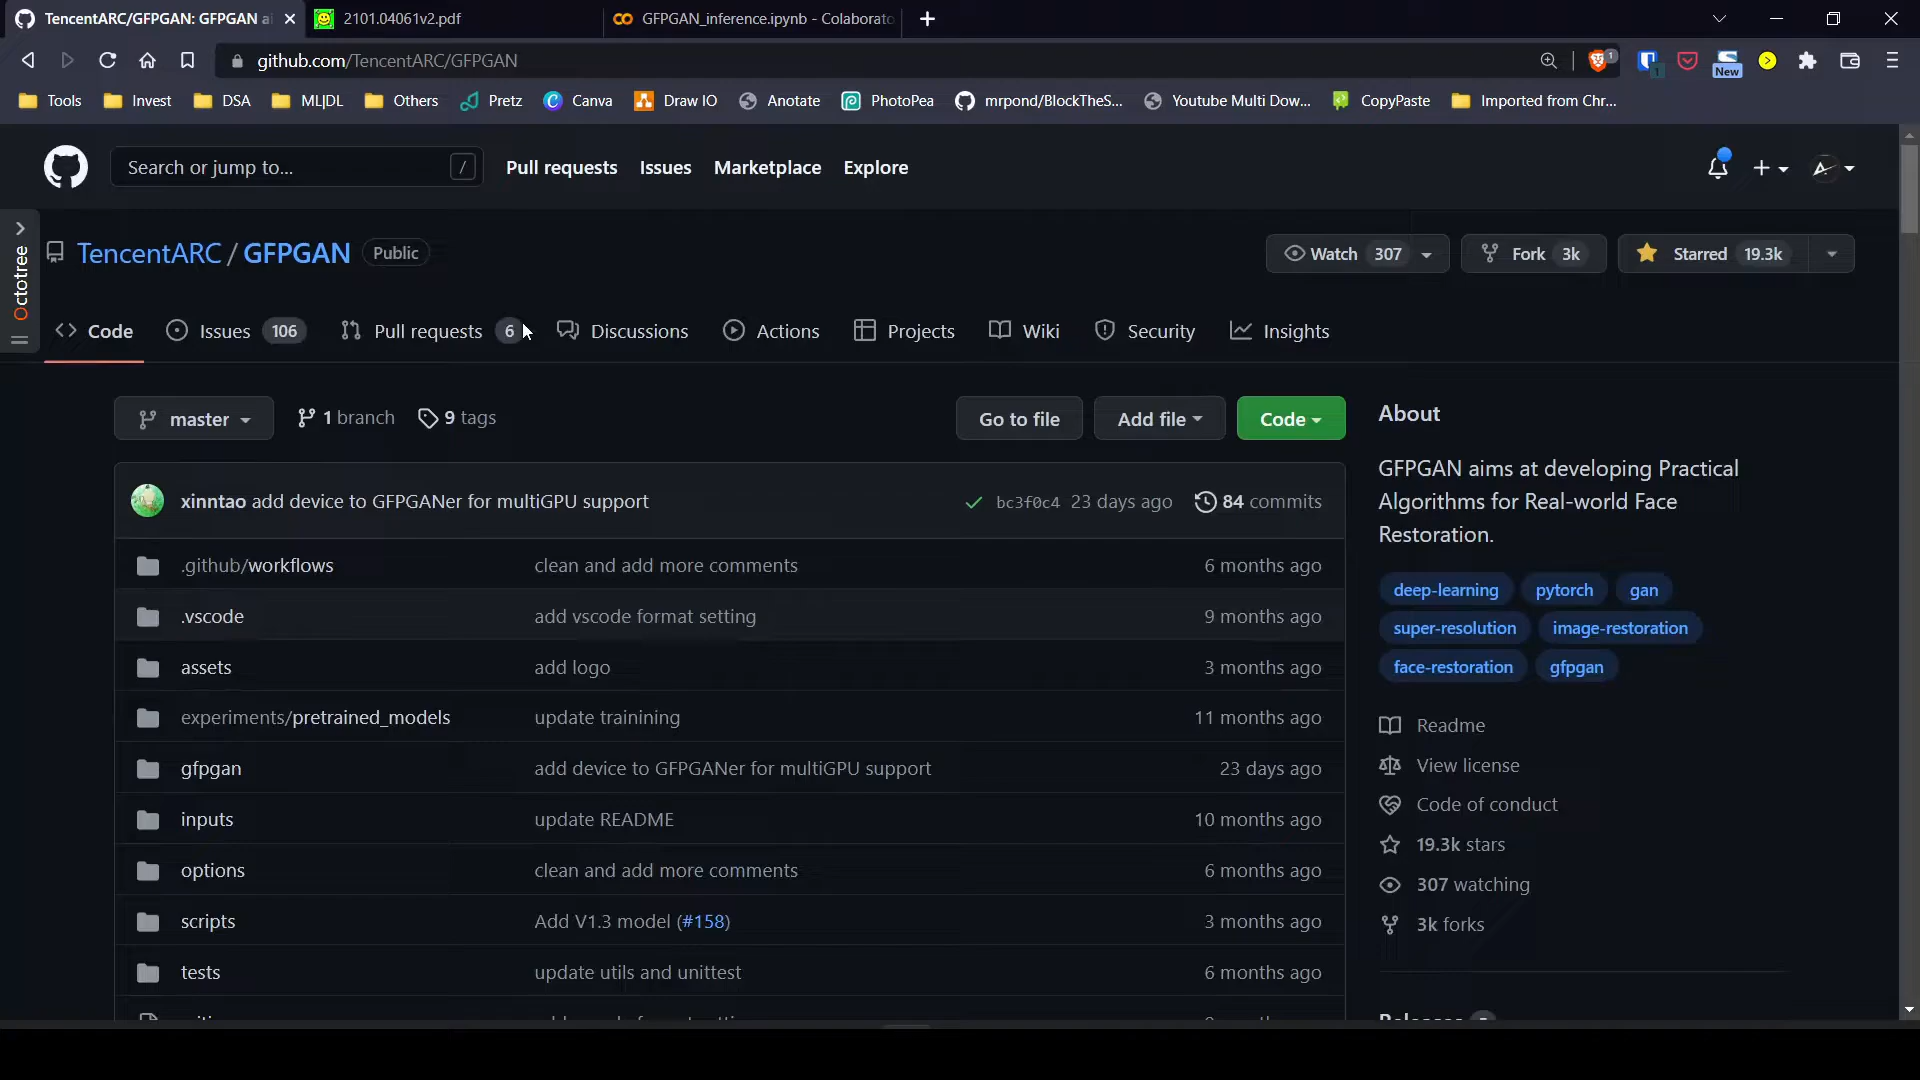 TencentARC/GFPGAN: GFPGAN ai
2101.04061v2.pdf
GFPGAN_inference.ipynb - Colaborato
github.com/TencentARC/GFPGAN
1
1
New
Tools
Invest
DSA
ML|DL
Others
Pretz
Canva
Draw IO
Anotate
PhotoPea
mrpond/BlockTheS...
Youtube Multi Dow...
CopyPaste
Imported from Chr...
Search or jump to...
/
Pull requests
Issues
Marketplace
Explore
Octotree
TencentARC / GFPGAN
Public
Watch 307
Fork 3k
Starred 19.3k
Code
Issues 106
Pull requests 6
Discussions
Actions
Projects
Wiki
Security
Insights
master
1 branch
9 tags
Go to file
Add file
Code
xinntao add device to GFPGANer for multiGPU support
bc3f0c4 23 days ago
84 commits
.github/workflows
clean and add more comments
6 months ago
.vscode
add vscode format setting
9 months ago
assets
add logo
3 months ago
experiments/pretrained_models
update trainining
11 months ago
gfpgan
add device to GFPGANer for multiGPU support
23 days ago
inputs
update README
10 months ago
options
clean and add more comments
6 months ago
scripts
Add V1.3 model (#158)
3 months ago
tests
update utils and unittest
6 months ago
About
GFPGAN aims at developing Practical
Algorithms for Real-world Face
Restoration.
deep-learning
pytorch
gan
super-resolution
image-restoration
face-restoration
gfpgan
Readme
View license
Code of conduct
19.3k stars
307 watching
3k forks
Releases